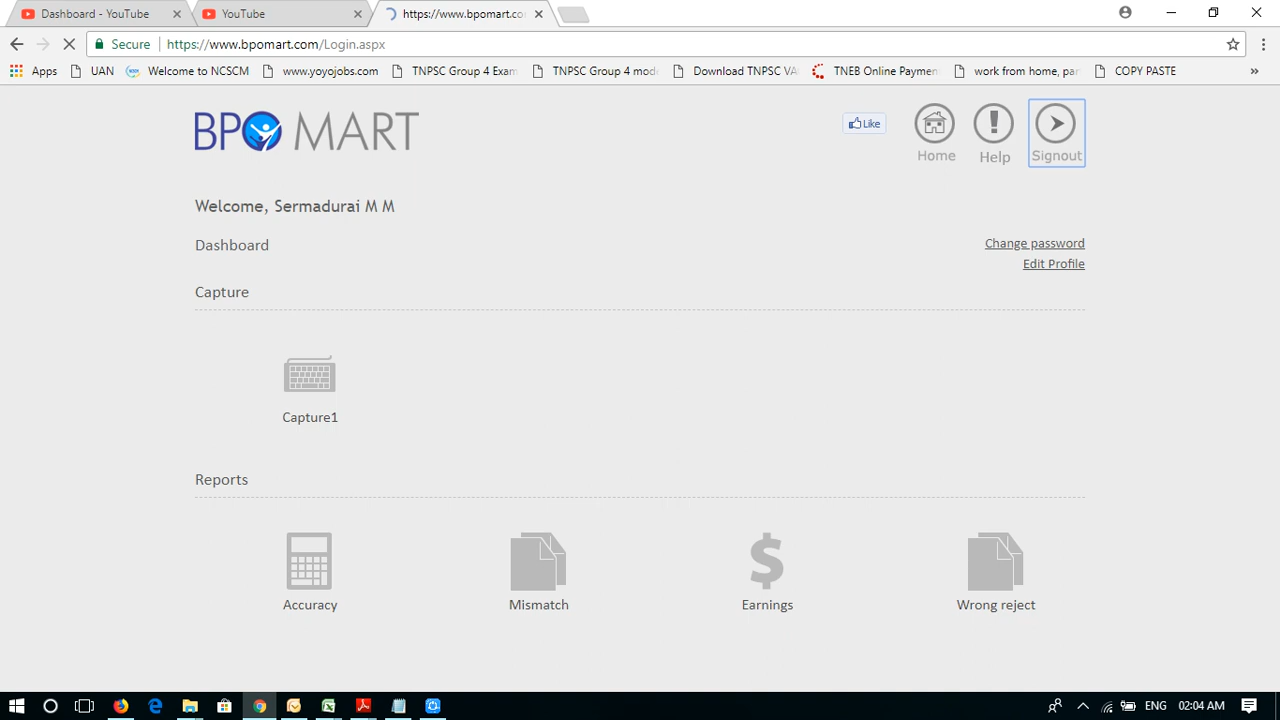 Dashboard - YouTube
YouTube
https://www.bpomart.co
Secure
https://www.bpomart.com/Login.aspx
Apps
UAN
Welcome to NCSCM
www.yoyojobs.com
TNPSC Group 4 Exam
TNPSC Group 4 mod
Download TNPSC VA
TNEB Online Paymen
work from home, par
COPY PASTE
»
BPO MART
Like
Home
Help
Signout
Welcome, Sermadurai M M
Dashboard
Change password
Edit Profile
Capture
Capture1
Reports
Accuracy
Mismatch
$
Earnings
Wrong reject
ENG
02:04 AM